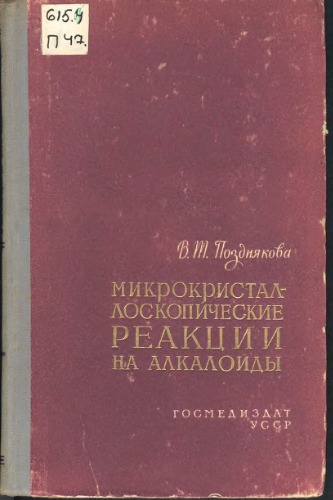 615.9
П 47.
В. Т. Позднякова
МИКРОКРИСТАЛ-
ЛОСКОПИЧЕСКИЕ
РЕАКЦИИ
НА АЛКАЛОИДЫ
ГОСМЕДИЗДАТ
УССР